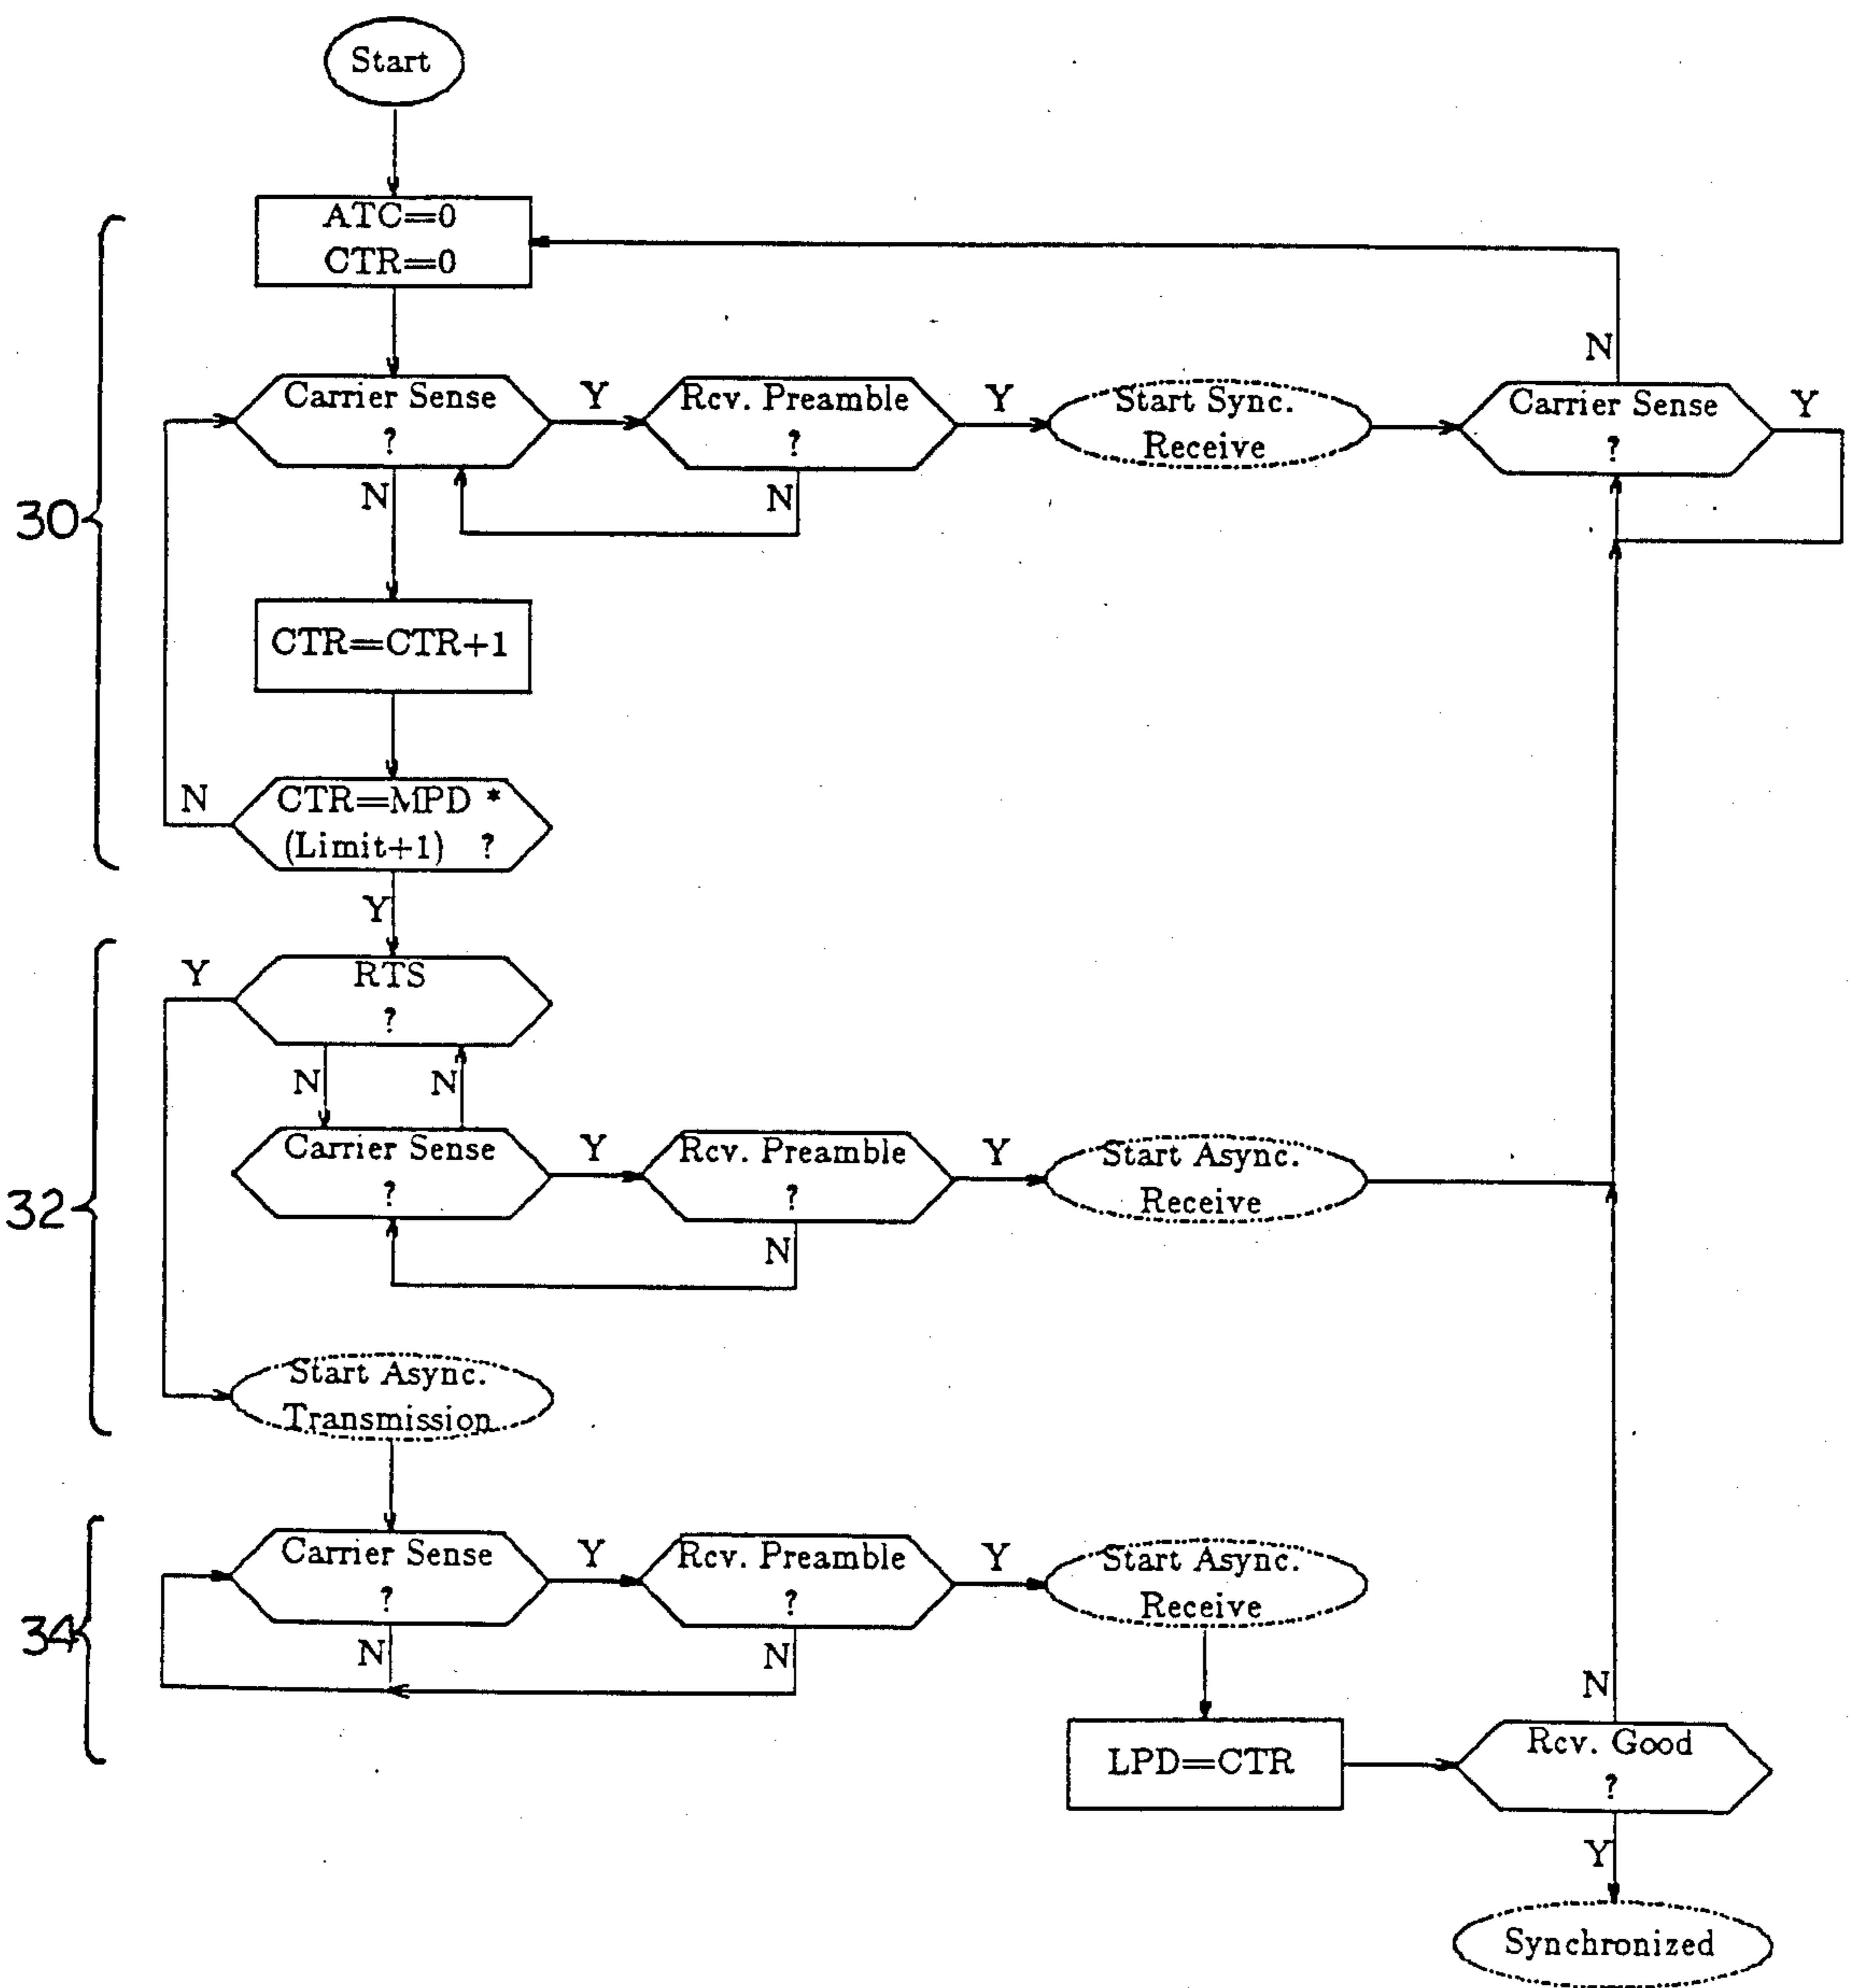 Start
ATC=0
CTR=0
N
Carrier Sense
?
Y
Rcv. Preamble
?
Y
Start Sync.
Receive
Carrier Sense
?
Y
N
N
30
CTR=CTR+1
N
CTR=MPD *
(Limit+1) ?
Y
Y
RTS
?
N
N
Carrier Sense
?
Y
Rcv. Preamble
?
Y
Start Async.
Receive
32
N
Start Async.
Transmission
Carrier Sense
?
Y
Rcv. Preamble
?
Y
Start Async.
Receive
34
N
N
N
LPD=CTR
Rcv. Good
?
Y
Synchronized